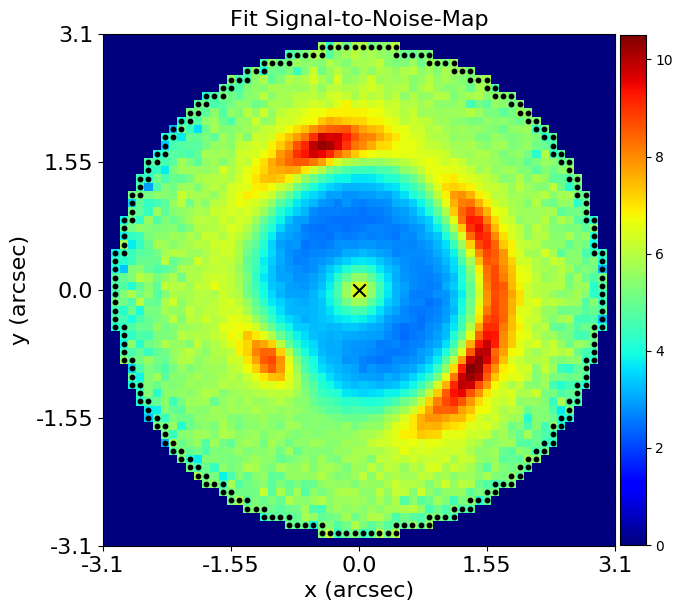 Fit Signal-to-Noise-Map
3.1
1.55
0.0
-1.55
-3.1
y (arcsec)
-3.1 -1.55 0.0 1.55 3.1
x (arcsec)
10
8
6
4
2
0